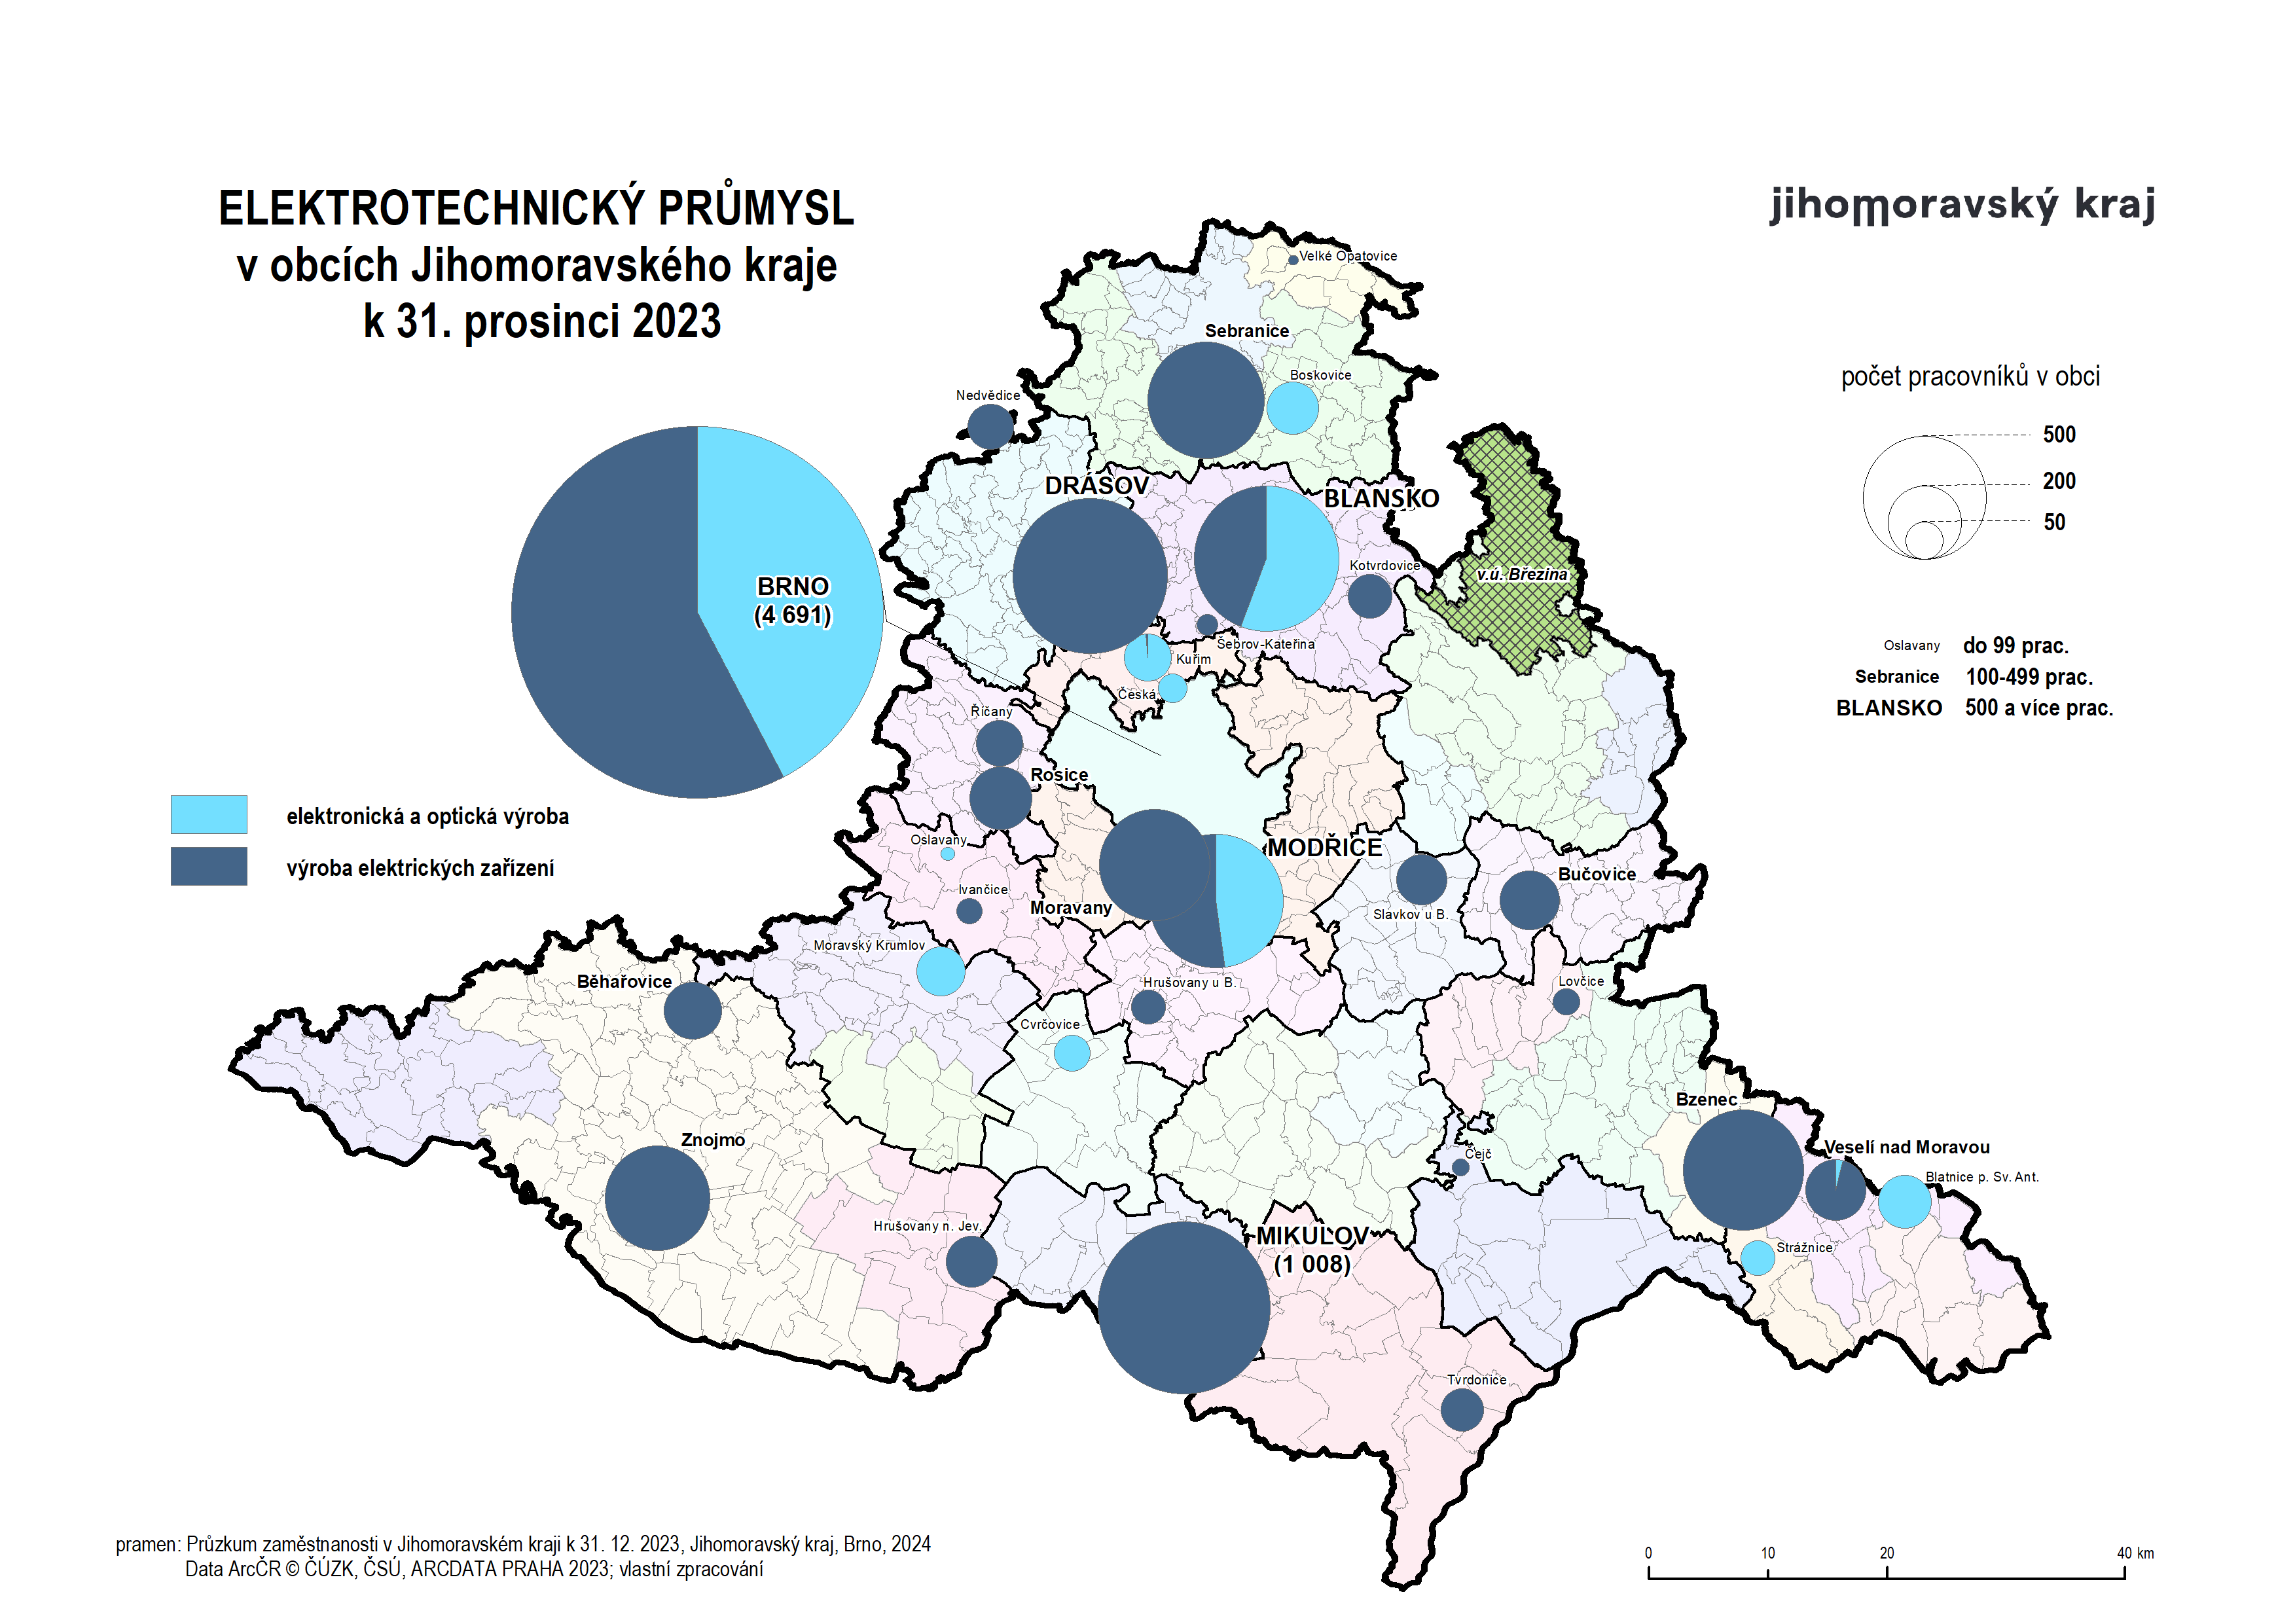 ELEKTROTECHNICKÝ PRŮMYSL
v obcích Jihomoravského kraje
k 31. prosinci 2023
jihomoravský kraj
počet pracovníků v obci
500
200
50
Oslavany do 99 prac.
Sebranice 100-499 prac.
BLANSKO 500 a více prac.
elektronická a optická výroba
výroba elektrických zařízení
Velké Opatovice
Sebranice
Boskovice
Nedvědice
DRÁSOV
BLANSKO
v.ú. Březina
Kotvrdovice
BRNO
(4 691)
Šebrov-Kateřina
Kuřim
Česká
Říčany
Rosice
Oslavany
MODŘICE
Bučovice
Ivančice
Moravany
Slavkov u B.
Moravský Krumlov
Běhařovice
Hrušovany u B.
Lovčice
Cvrčovice
Bzenec
Znojmo
Veselí nad Moravou
Čejč
Blatnice p. Sv. Ant.
Hrušovany n. Jev.
MIKULOV
(1 008)
Strážnice
Tvrdonice
pramen: Průzkum zaměstnanosti v Jihomoravském kraji k 31. 12. 2023, Jihomoravský kraj, Brno, 2024
Data ArcČR © ČÚZK, ČSÚ, ARCDATA PRAHA 2023; vlastní zpracování
0 10 20 40 km